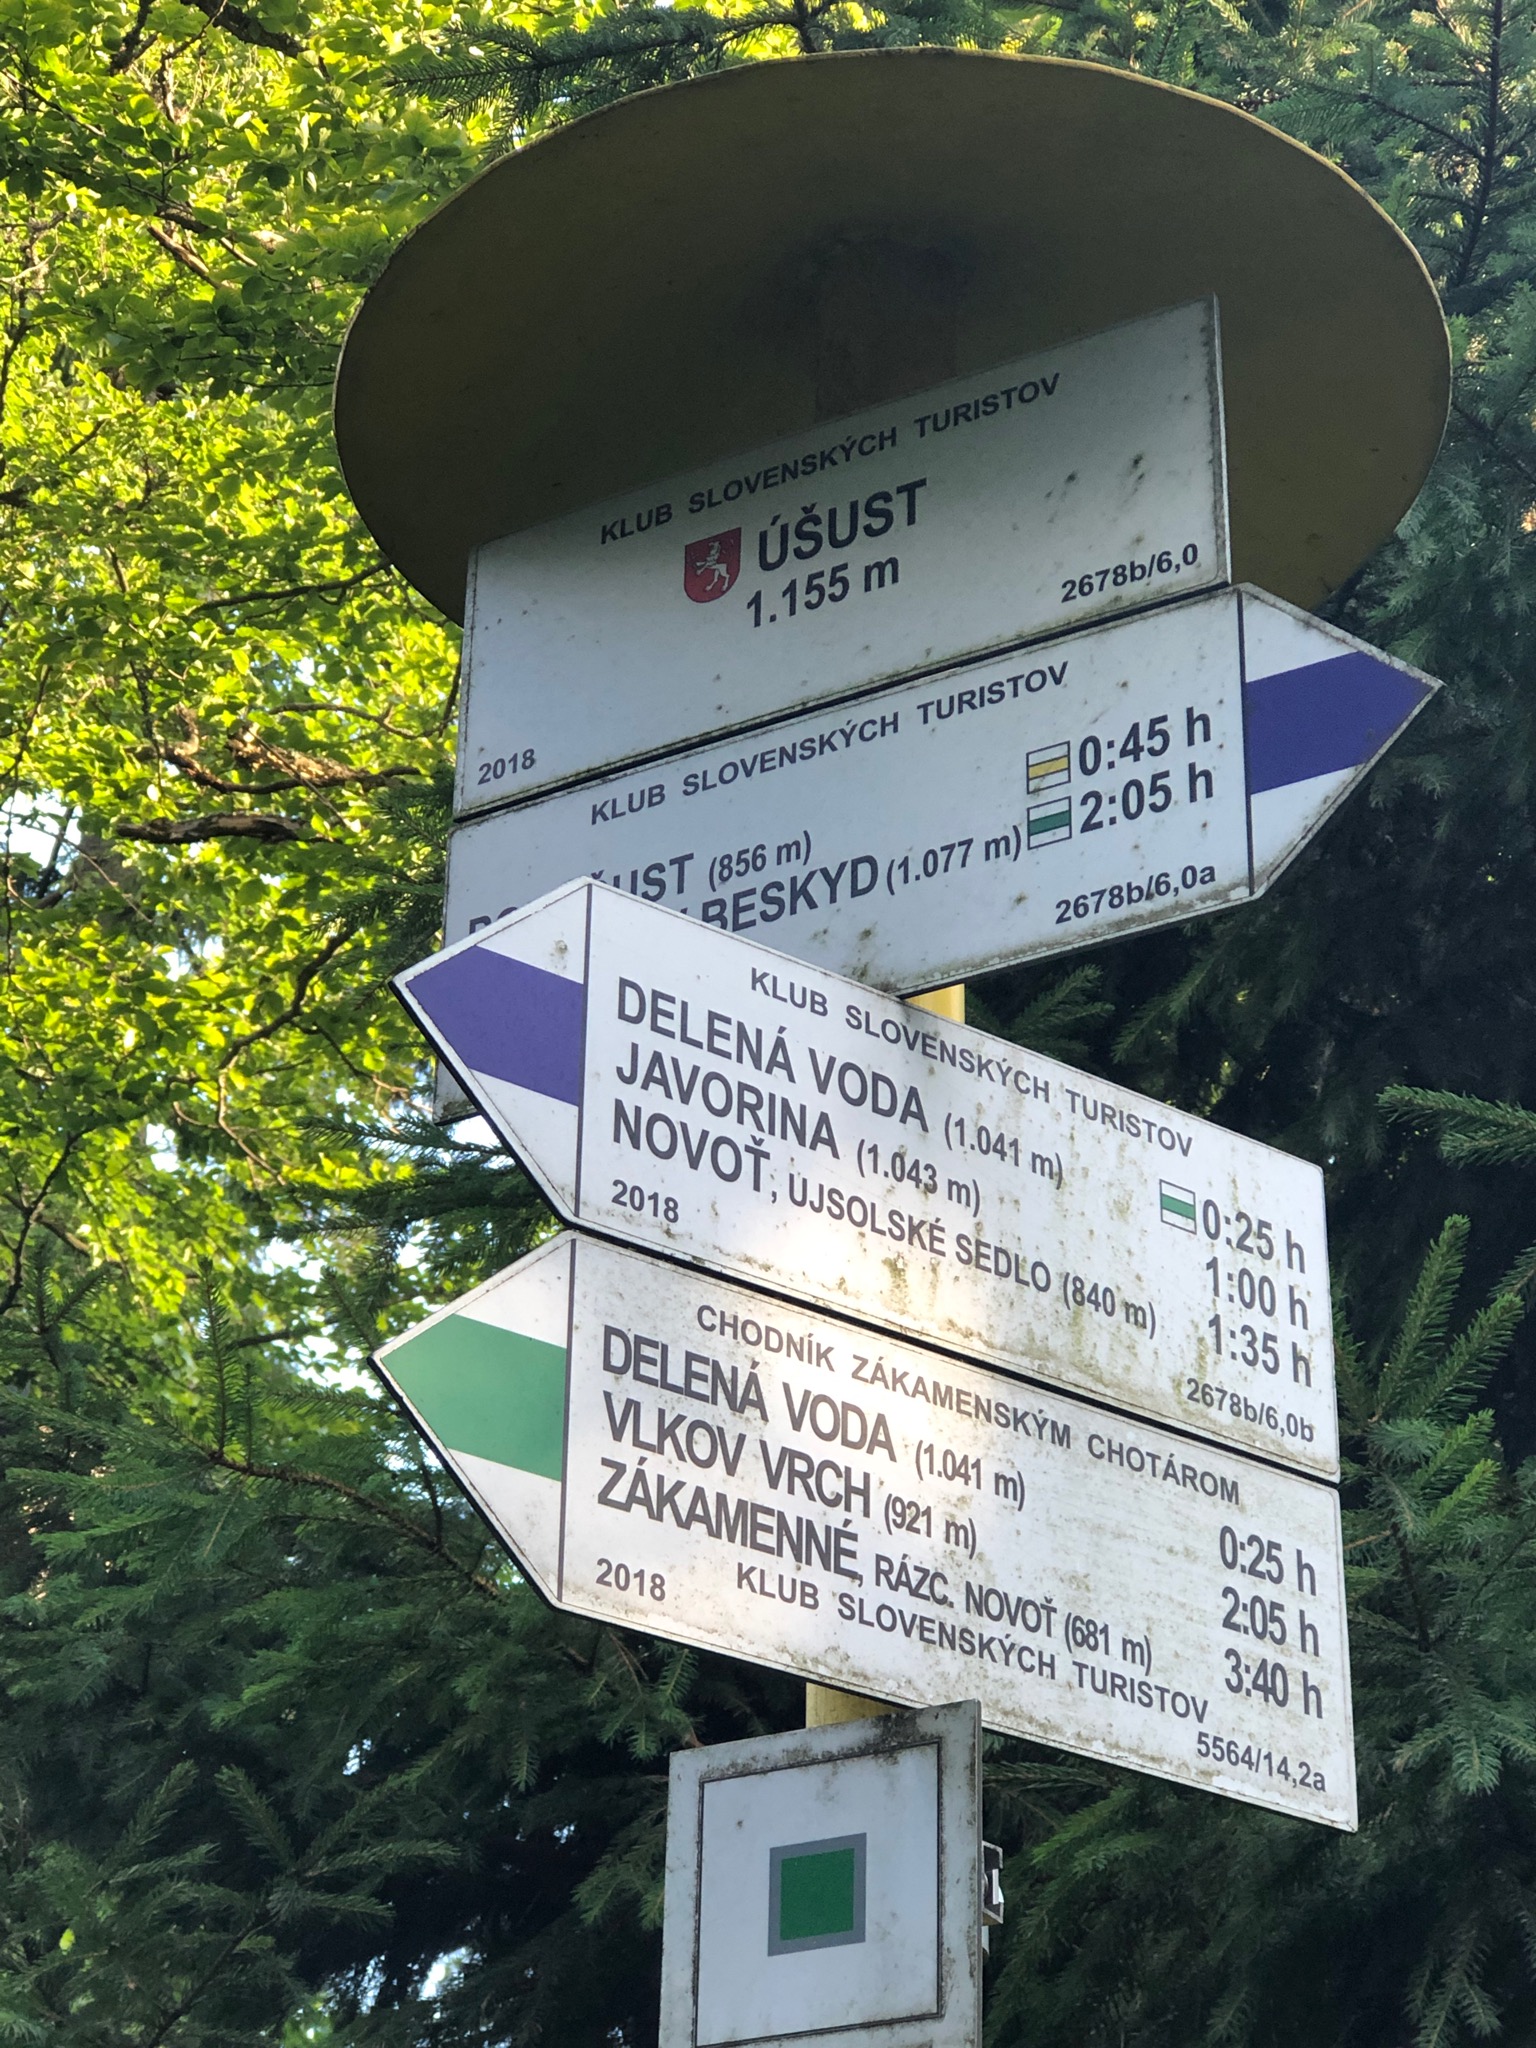 KLUB SLOVENSKÝCH TURISTOV
ÚŠUST
1.155 m
2678b/6,0
2018
KLUB SLOVENSKÝCH TURISTOV
(856 m) 0:45 h
BESKYD (1.077 m) 2:05 h
2678b/6,0a
KLUB SLOVENSKÝCH TURISTOV
DELENÁ VODA (1.041 m) 0:25 h
JAVORINA (1.043 m) 1:00 h
NOVOŤ, ÚJSOLSKÉ SEDLO (840 m) 1:35 h
2018 2678b/6,0b
CHODNÍK ZÁKAMENSKÝM CHOTÁROM
DELENÁ VODA (1.041 m) 0:25 h
VLKOV VRCH (921 m) 2:05 h
ZÁKAMENNÉ, RÁZC. NOVOŤ (681 m) 3:40 h
2018 KLUB SLOVENSKÝCH TURISTOV
5564/14,2a